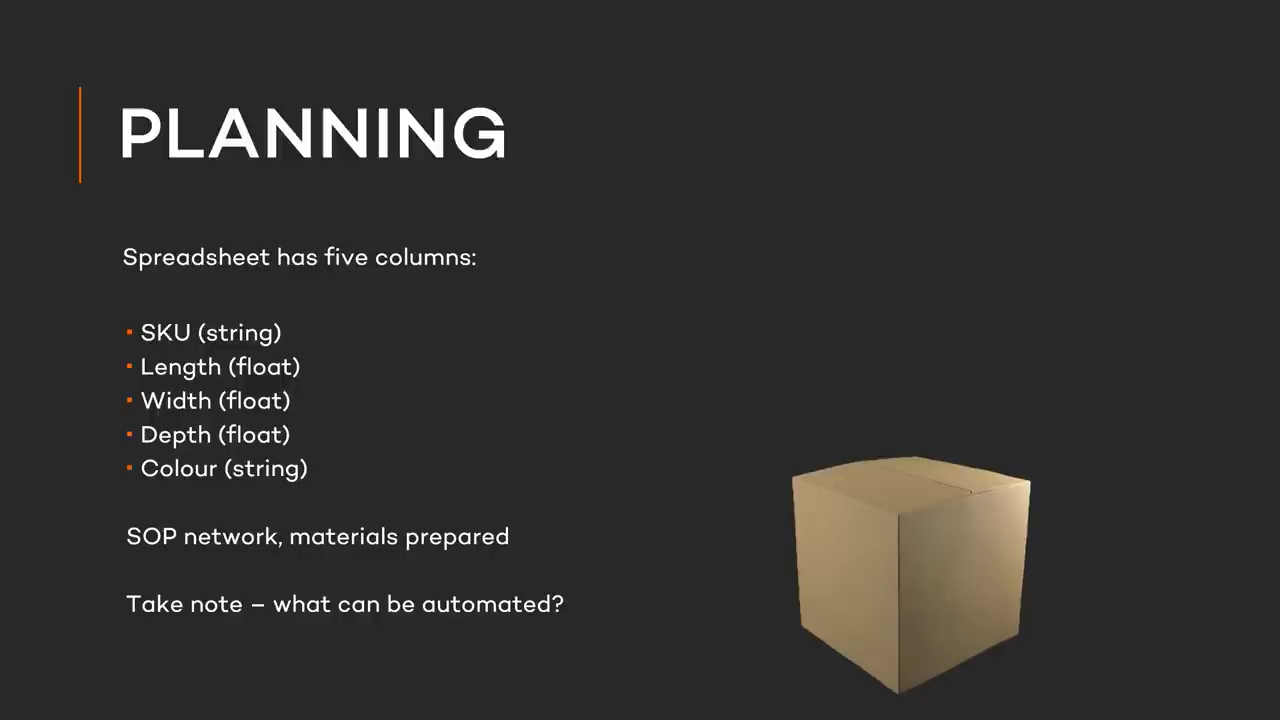 PLANNING
Spreadsheet has five columns:
▪ SKU (string)
▪ Length (float)
▪ Width (float)
▪ Depth (float)
▪ Colour (string)
SOP network, materials prepared
Take note – what can be automated?